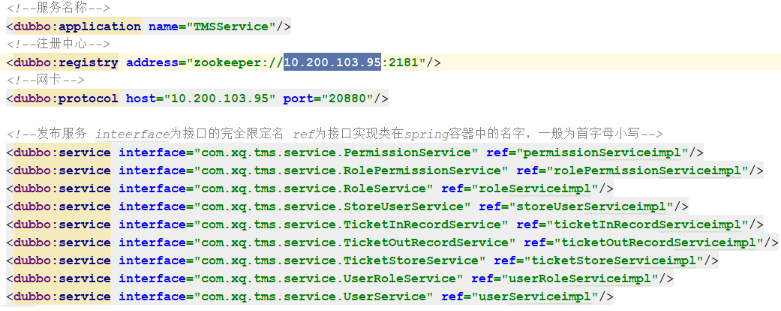 <!--服务名称-->
<dubbo:application name="TMSService"/>
<!--注册中心-->
<dubbo:registry address="zookeeper://10.200.103.95:2181"/>
<!--网卡-->
<dubbo:protocol host="10.200.103.95" port="20880"/>
<!--发布服务 inteerface为接口的完全限定名 ref为接口实现类在spring容器中的名字，一般为首字母小写-->
<dubbo:service interface="com.xq.tms.service.PermissionService" ref="permissionServiceimpl"/>
<dubbo:service interface="com.xq.tms.service.RolePermissionService" ref="rolePermissionServiceimpl"/>
<dubbo:service interface="com.xq.tms.service.RoleService" ref="roleServiceimpl"/>
<dubbo:service interface="com.xq.tms.service.StoreUserService" ref="storeUserServiceimpl"/>
<dubbo:service interface="com.xq.tms.service.TicketInRecordService" ref="ticketInRecordServiceimpl"/>
<dubbo:service interface="com.xq.tms.service.TicketOutRecordService" ref="ticketOutRecordServiceimpl"/>
<dubbo:service interface="com.xq.tms.service.TicketStoreService" ref="ticketStoreServiceimpl"/>
<dubbo:service interface="com.xq.tms.service.UserRoleService" ref="userRoleServiceimpl"/>
<dubbo:service interface="com.xq.tms.service.UserService" ref="userServiceimpl"/>